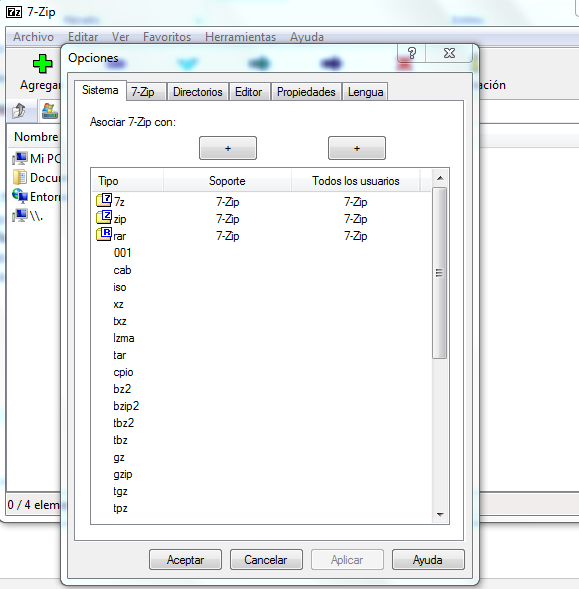 7z 7-Zip
Archivo Editar Ver Favoritos Herramientas Ayuda
Opciones
Agregar
Sistema 7-Zip Directorios Editor Propiedades Lengua
Asociar 7-Zip con:
+ +
Nombre
Tipo Soporte Todos los usuarios
Mi PC
7z 7-Zip 7-Zip
zip 7-Zip 7-Zip
rar 7-Zip 7-Zip
\\.
001
cab
iso
xz
txz
lzma
tar
cpio
bz2
bzip2
tbz2
tbz
gz
gzip
tgz
tpz
0 / 4 elem
Aceptar Cancelar Aplicar Ayuda